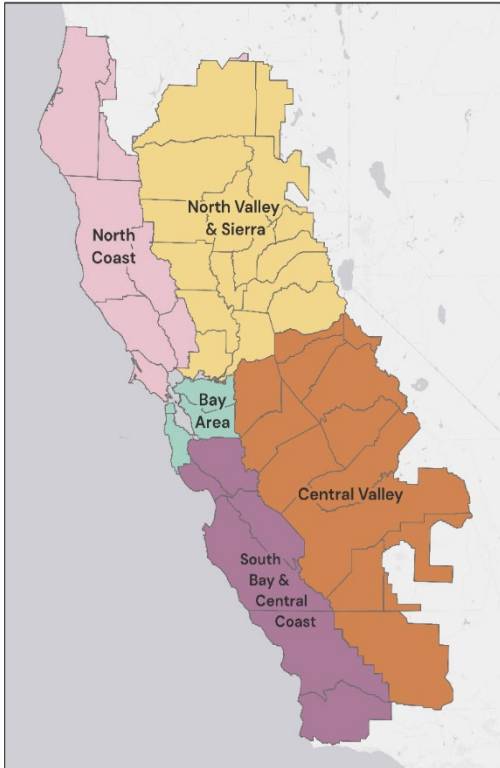 North Valley
& Sierra
North
Coast
Bay
Area
Central Valley
South
Bay &
Central
Coast